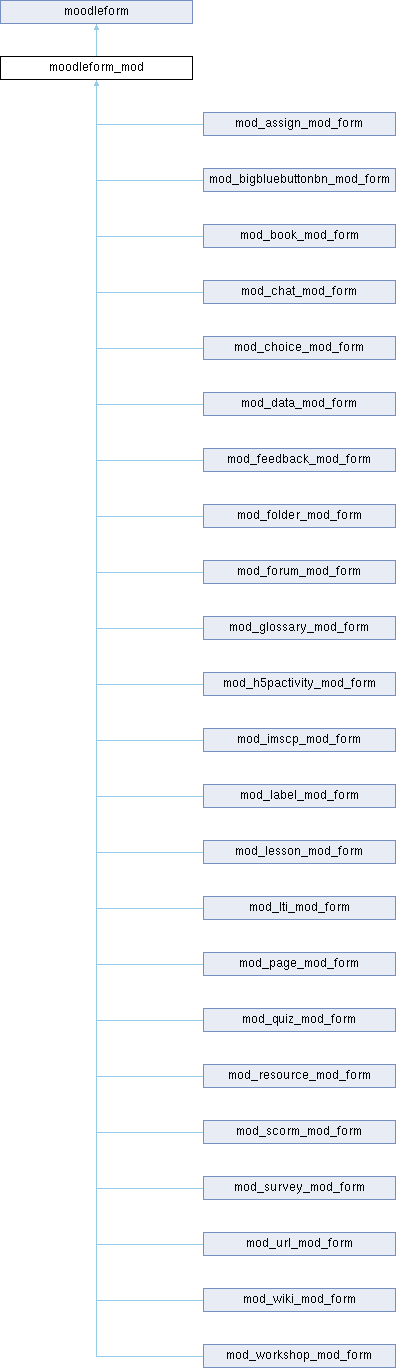 moodleform
moodleform_mod
mod_assign_mod_form
mod_bigbluebuttonbn_mod_form
mod_book_mod_form
mod_chat_mod_form
mod_choice_mod_form
mod_data_mod_form
mod_feedback_mod_form
mod_folder_mod_form
mod_forum_mod_form
mod_glossary_mod_form
mod_h5pactivity_mod_form
mod_imscp_mod_form
mod_label_mod_form
mod_lesson_mod_form
mod_lti_mod_form
mod_page_mod_form
mod_quiz_mod_form
mod_resource_mod_form
mod_scorm_mod_form
mod_survey_mod_form
mod_url_mod_form
mod_wiki_mod_form
mod_workshop_mod_form